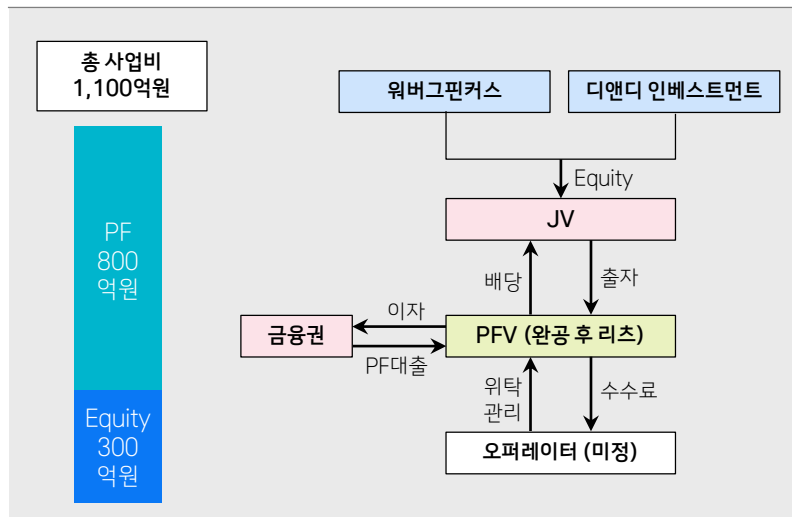 총 사업비
1,100억원
PF
800
억원
Equity
300
억원
워버그핀커스
디앤디 인베스트먼트
Equity
JV
배당
출자
이자
금융권
PFV (완공 후 리츠)
PF대출
위탁
관리
수수료
오퍼레이터 (미정)